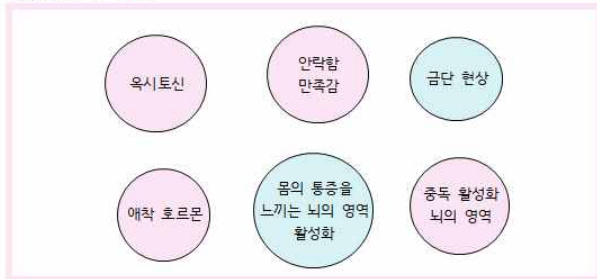 옥시토신
안락함
만족감
금단 현상
애착 호르몬
몸의 통증을
느끼는 뇌의 영역
활성화
중독 활성화
뇌의 영역